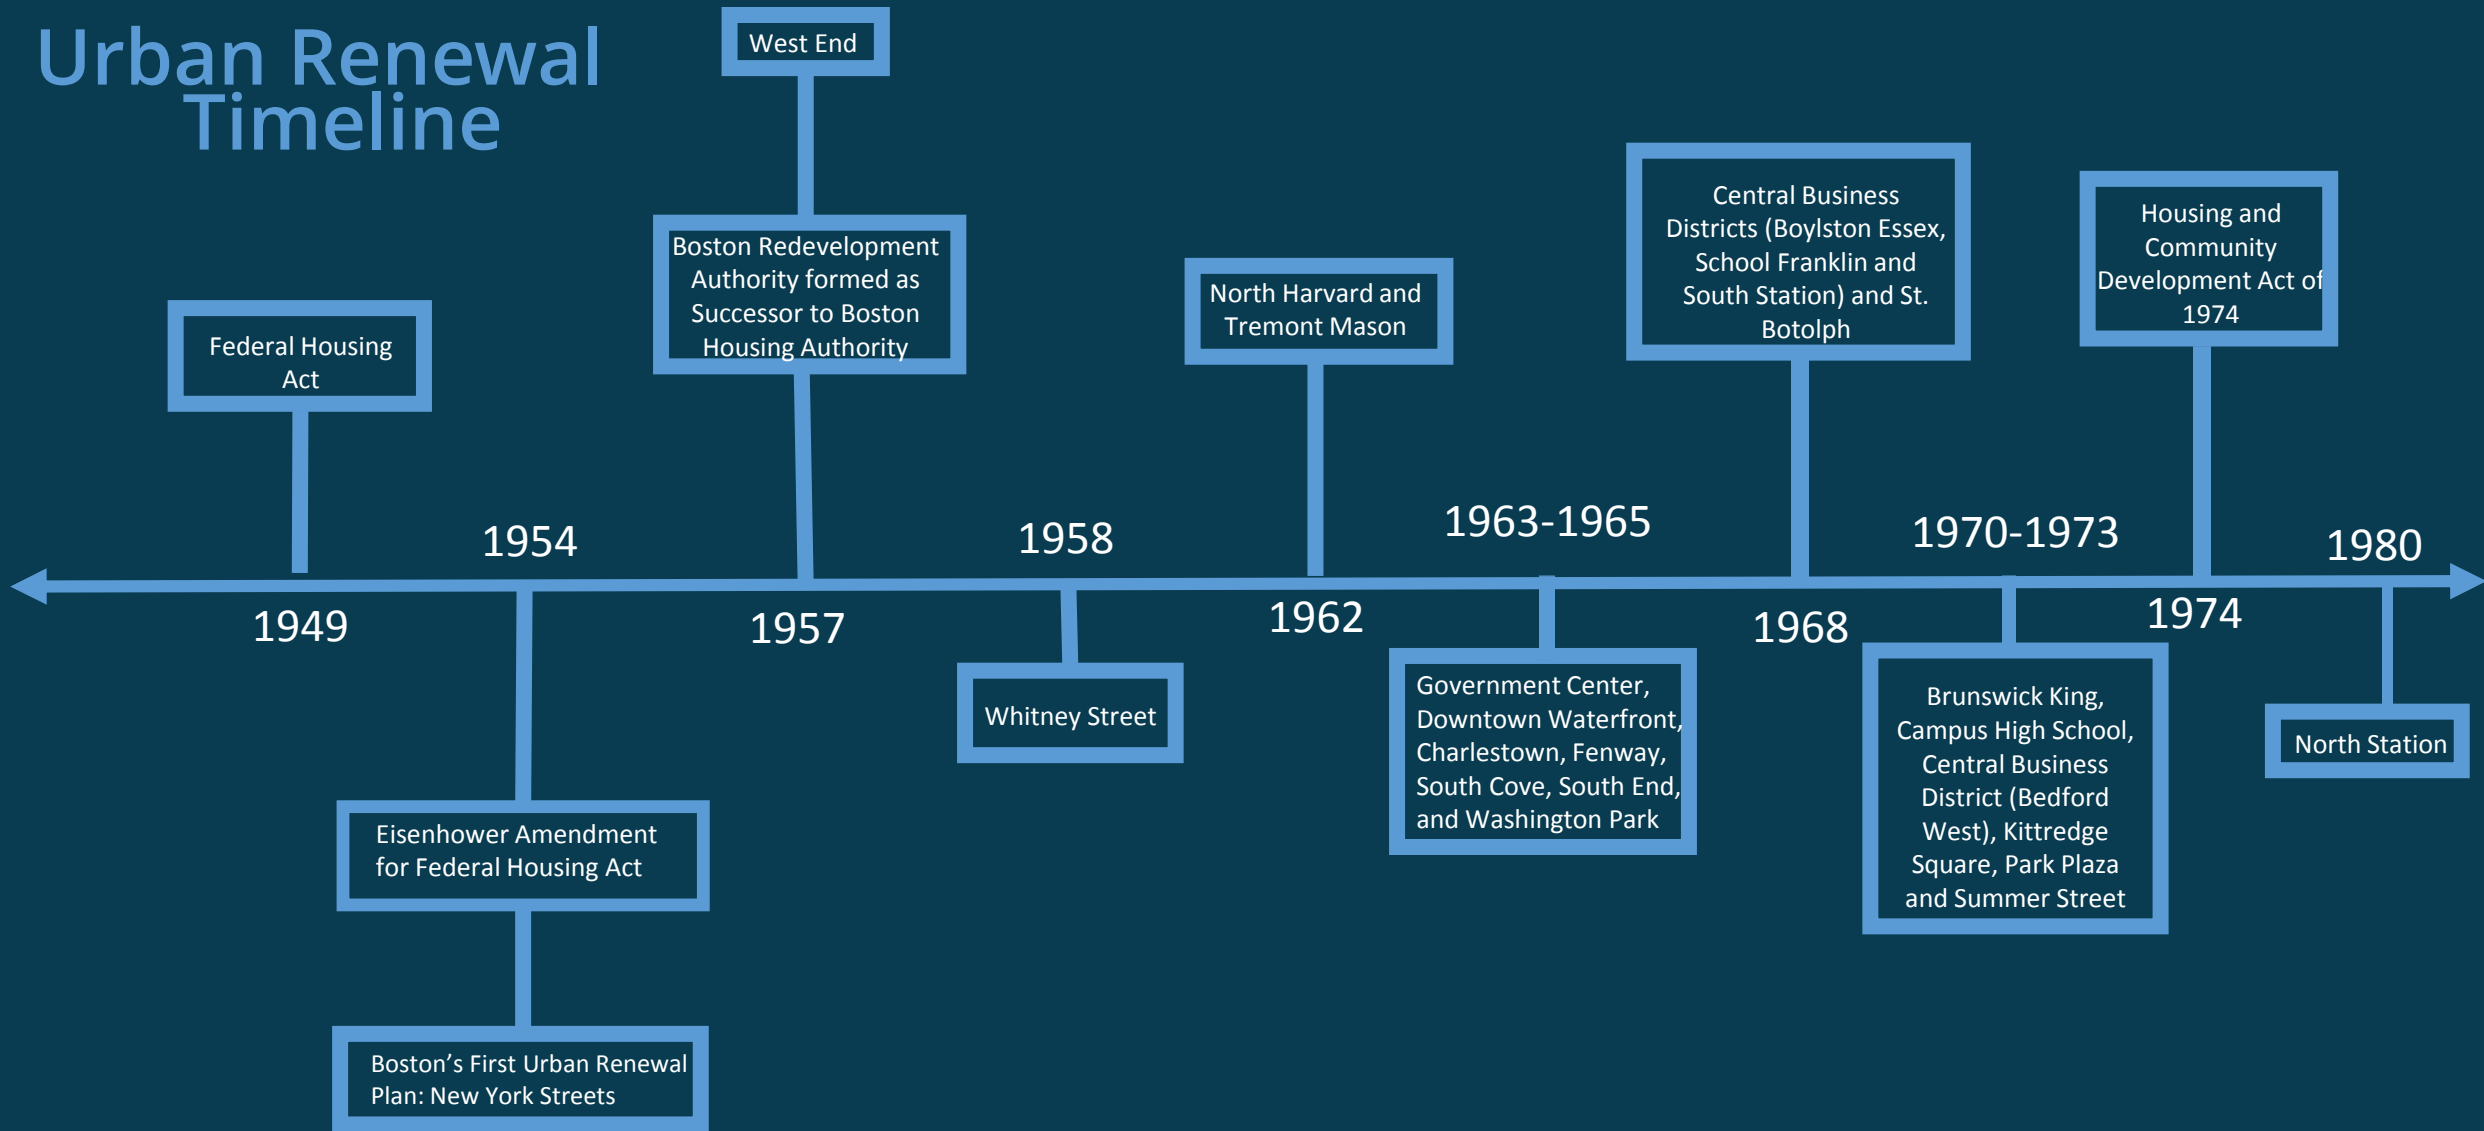 Urban Renewal
Timeline
West End
Boston Redevelopment
Authority formed as
Successor to Boston
Housing Authority
Federal Housing
Act
North Harvard and
Tremont Mason
Central Business
Districts (Boylston Essex,
School Franklin and
South Station) and St.
Botolph
Housing and
Community
Development Act of
1974
1954
1958
1963-1965
1970-1973
1980
1949
1957
1962
1968
1974
Eisenhower Amendment
for Federal Housing Act
Boston’s First Urban Renewal
Plan: New York Streets
Whitney Street
Government Center,
Downtown Waterfront,
Charlestown, Fenway,
South Cove, South End,
and Washington Park
Brunswick King,
Campus High School,
Central Business
District (Bedford
West), Kittredge
Square, Park Plaza
and Summer Street
North Station